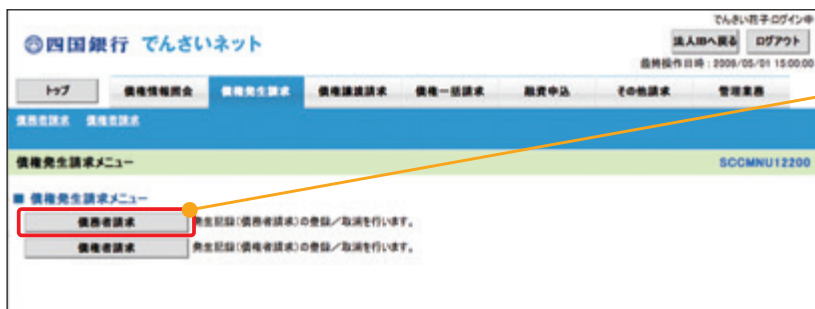 でんさい花子:ログイン中
四国銀行 でんさいネット
法人IBへ戻る ログアウト
最終操作日時：2009/05/01 15:00:00
トップ 債権情報照会 債権発生請求 債権譲渡請求 債権一括請求 融資申込 その他請求 管理業務
債務者請求 債権者請求
債権発生請求メニュー SCCMNU12200
■ 債権発生請求メニュー
債務者請求 発生記録(債務者請求)の登録／取消を行います。
債権者請求 発生記録(債権者請求)の登録／取消を行います。